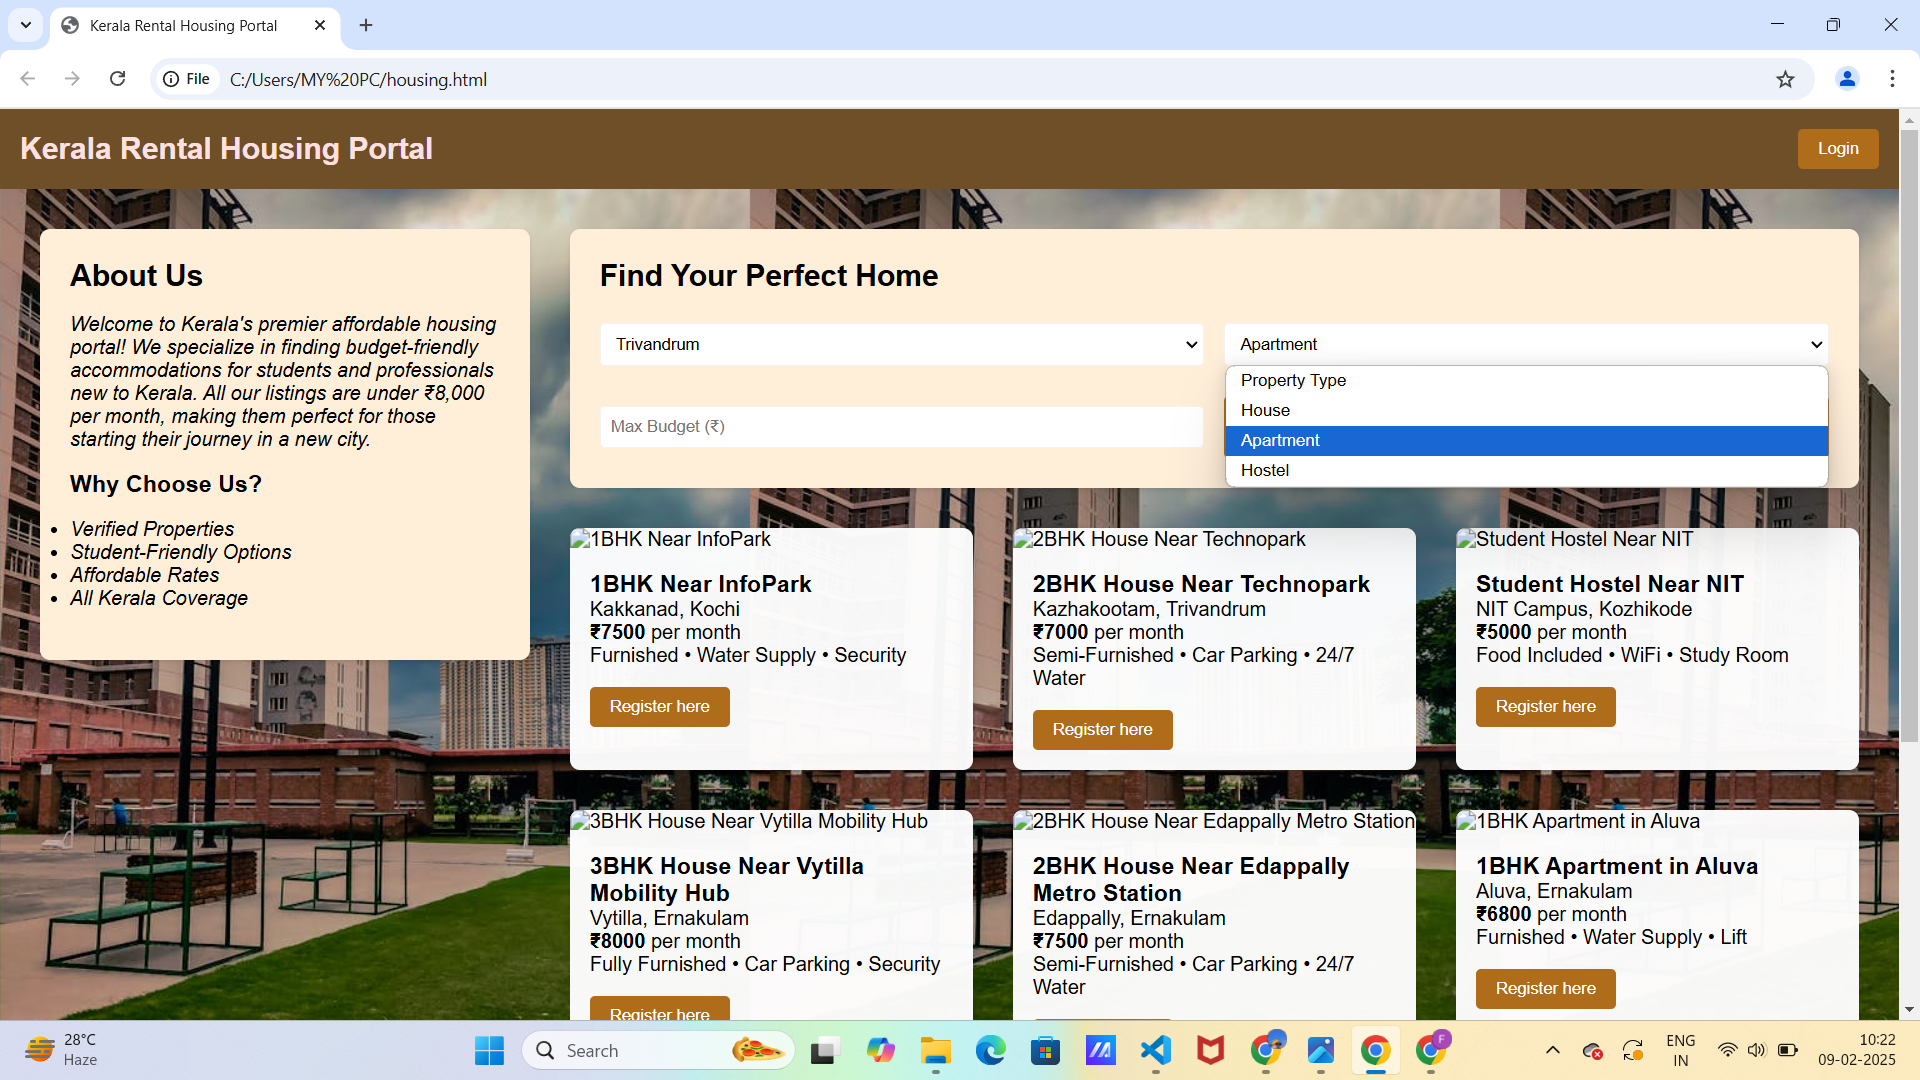 Kerala Rental Housing Portal
File
C:/Users/MY%20PC/housing.html
Kerala Rental Housing Portal
Login
About Us
Welcome to Kerala's premier affordable housing
portal! We specialize in finding budget-friendly
accommodations for students and professionals
new to Kerala. All our listings are under ₹8,000
per month, making them perfect for those
starting their journey in a new city.
Why Choose Us?
• Verified Properties
• Student-Friendly Options
• Affordable Rates
• All Kerala Coverage
Find Your Perfect Home
Trivandrum
Apartment
Max Budget (₹)
Property Type
House
Apartment
Hostel
1BHK Near InfoPark
1BHK Near InfoPark
Kakkanad, Kochi
₹7500 per month
Furnished • Water Supply • Security
Register here
2BHK House Near Technopark
2BHK House Near Technopark
Kazhakootam, Trivandrum
₹7000 per month
Semi-Furnished • Car Parking • 24/7
Water
Register here
Student Hostel Near NIT
Student Hostel Near NIT
NIT Campus, Kozhikode
₹5000 per month
Food Included • WiFi • Study Room
Register here
3BHK House Near Vytilla Mobility Hub
3BHK House Near Vytilla
Mobility Hub
Vytilla, Ernakulam
₹8000 per month
Fully Furnished • Car Parking • Security
Register here
2BHK House Near Edappally Metro Station
2BHK House Near Edappally
Metro Station
Edappally, Ernakulam
₹7500 per month
Semi-Furnished • Car Parking • 24/7
Water
1BHK Apartment in Aluva
1BHK Apartment in Aluva
Aluva, Ernakulam
₹6800 per month
Furnished • Water Supply • Lift
Register here
28°C
Haze
Search
F
ENG
IN
10:22
09-02-2025